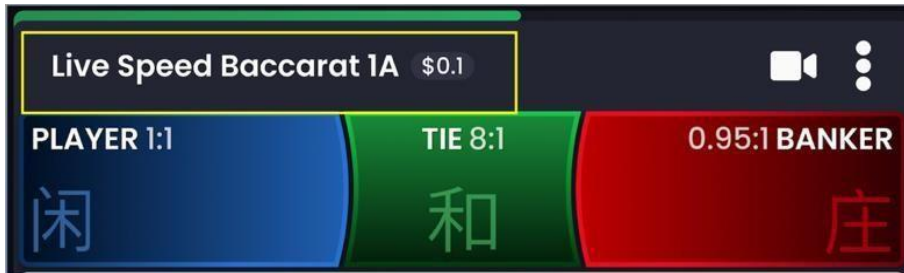 Live Speed Baccarat 1A $0.1
PLAYER 1:1 TIE 8:1 0.95:1 BANKER
闲 和 庄